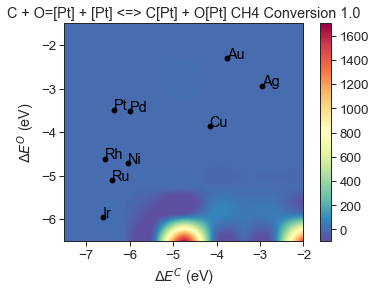 C + O=[Pt] + [Pt] <=> C[Pt] + O[Pt] CH4 Conversion 1.0
−2
−3
−4
−5
−6
ΔE^O (eV)
Au
Ag
Pt
Pd
Cu
Rh
Ni
Ru
Ir
−7
−6
−5
−4
−3
−2
ΔE^C (eV)
1600
1400
1200
1000
800
600
400
200
0